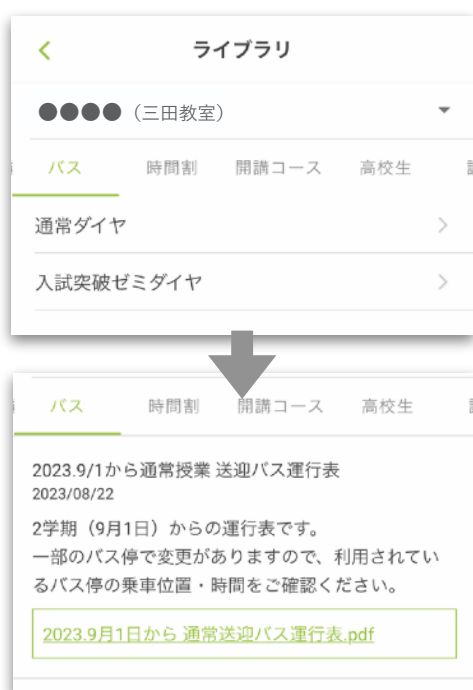 ライブラリ
●●●●（三田教室）
バス 時間割 開講コース 高校生
通常ダイヤ
入試突破ゼミダイヤ
バス 時間割 開講コース 高校生
2023.9/1から通常授業 送迎バス運行表
2023/08/22
2学期（9月1日）からの運行表です。
一部のバス停で変更がありますので、利用されてい
るバス停の乗車位置・時間をご確認ください。
2023.9月1日から 通常送迎バス運行表.pdf